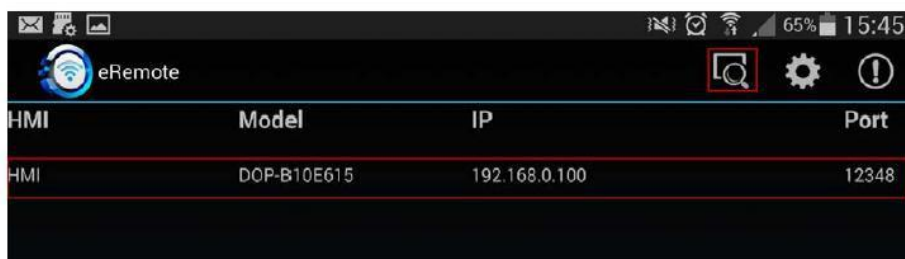 65% 15:45
eRemote
HMI Model IP Port
HMI DOP-B10E615 192.168.0.100 12348